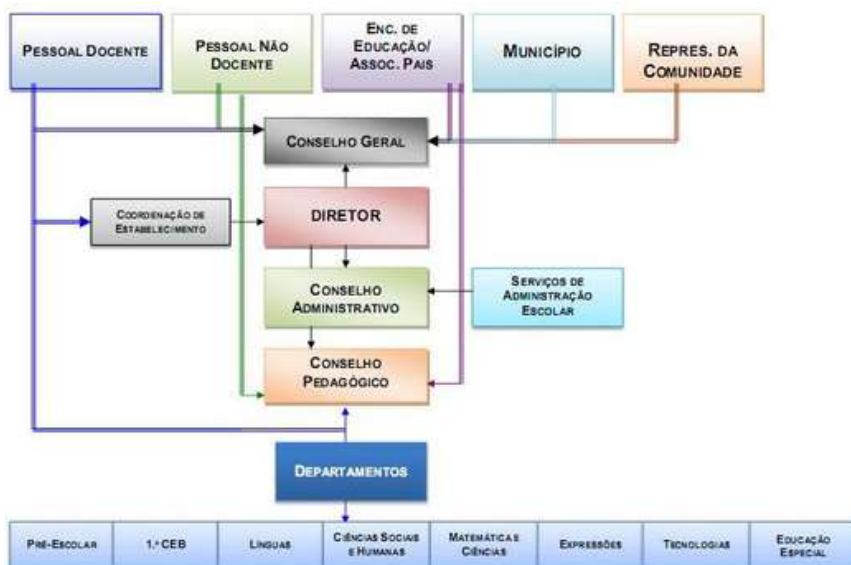 PESSOAL DOCENTE
PESSOAL NÃO
DOCENTE
ENC. DE
EDUCAÇÃO/
ASSOC. PAIS
MUNICÍPIO
REPRES. DA
COMUNIDADE
CONSELHO GERAL
COORDENAÇÃO DE
ESTABELECIMENTO
DIRETOR
CONSELHO
ADMINISTRATIVO
SERVIÇOS DE
ADMINISTRAÇÃO
ESCOLAR
CONSELHO
PEDAGÓGICO
DEPARTAMENTOS
PRÉ-ESCOLAR
1.º CEB
LÍNGUAS
CIÊNCIAS SOCIAIS
E HUMANAS
MATEMÁTICA E
CIÊNCIAS
EXPRESSÕES
TECNOLOGIAS
EDUCAÇÃO
ESPECIAL